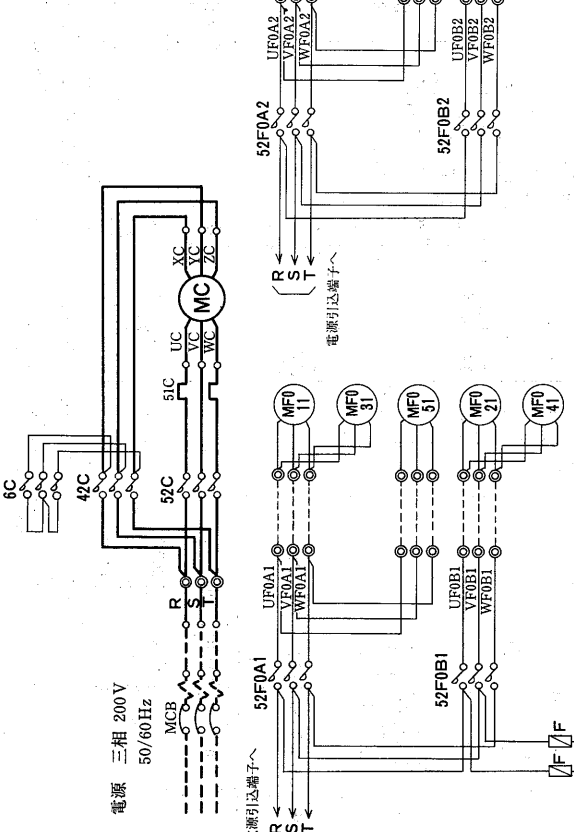 電源 三相 200V
50/60Hz
MCB
R
S
T
6C
42C
52C
51C
UC
VC
WC
MC
XC
YC
ZC
源引込端子へ
R
S
T
52F0A1
UF0A1
VF0A1
WF0A1
MF0
11
MF0
31
MF0
51
52F0B1
UF0B1
VF0B1
WF0B1
MF0
21
MF0
41
F
F
電源引込端子へ
R
S
T
52F0A2
UF0A2
VF0A2
WF0A2
52F0B2
UF0B2
VF0B2
WF0B2